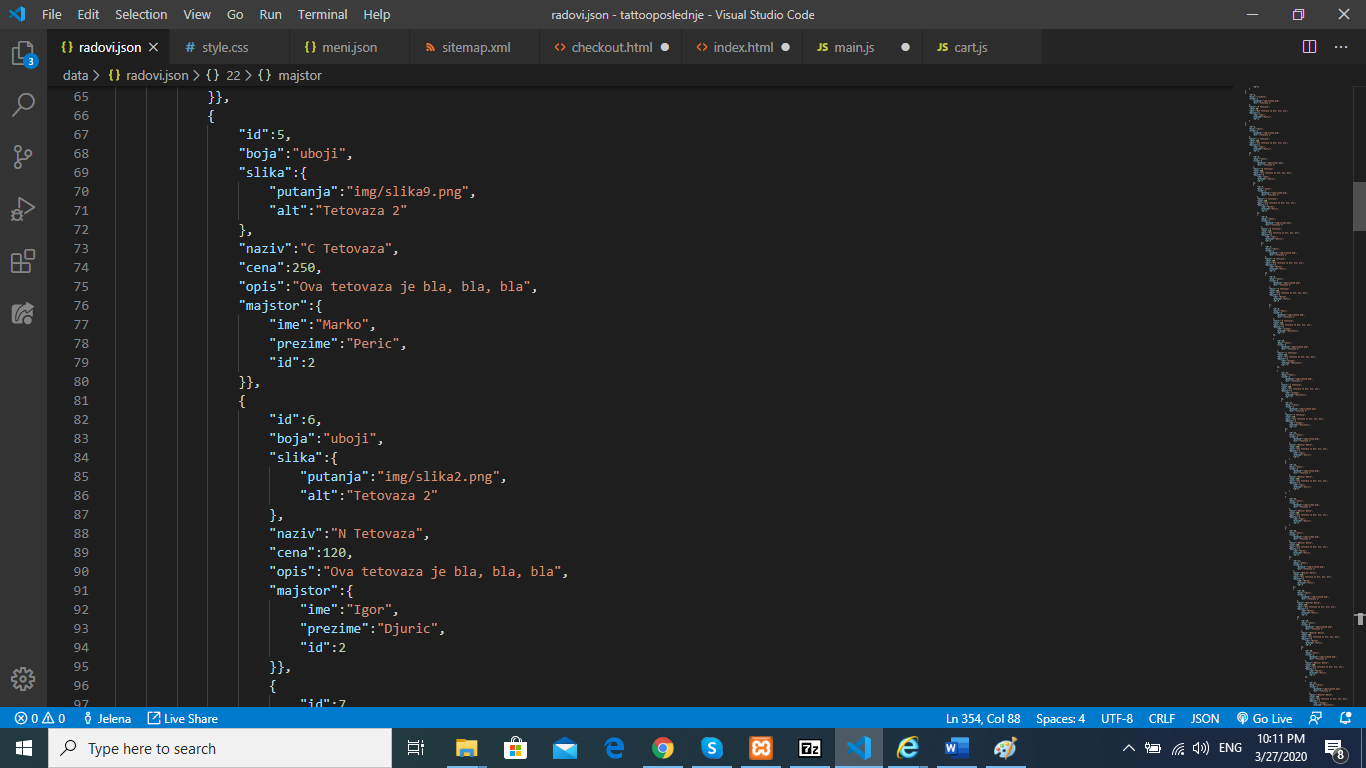 File Edit Selection View Go Run Terminal Help radovi.json - tattooposlednje - Visual Studio Code
{} radovi.json × # style.css {} meni.json sitemap.xml <> checkout.html ● <> index.html ● JS main.js ● JS cart.js
data > {} radovi.json > {} 22 > {} majstor
3
65 }},
66 {
67 "id":5,
68 "boja":"uboji",
69 "slika":{
70 "putanja":"img/slika9.png",
71 "alt":"Tetovaza 2"
72 },
73 "naziv":"C Tetovaza",
74 "cena":250,
75 "opis":"Ova tetovaza je bla, bla, bla",
76 "majstor":{
77 "ime":"Marko",
78 "prezime":"Peric",
79 "id":2
80 }},
81 {
82 "id":6,
83 "boja":"uboji",
84 "slika":{
85 "putanja":"img/slika2.png",
86 "alt":"Tetovaza 2"
87 },
88 "naziv":"N Tetovaza",
89 "cena":120,
90 "opis":"Ova tetovaza je bla, bla, bla",
91 "majstor":{
92 "ime":"Igor",
93 "prezime":"Djuric",
94 "id":2
95 }},
96 {
97 "id":7
0 0 Jelena Live Share Ln 354, Col 88 Spaces: 4 UTF-8 CRLF JSON Go Live
Type here to search
7z
ENG
10:11 PM
3/27/2020
8